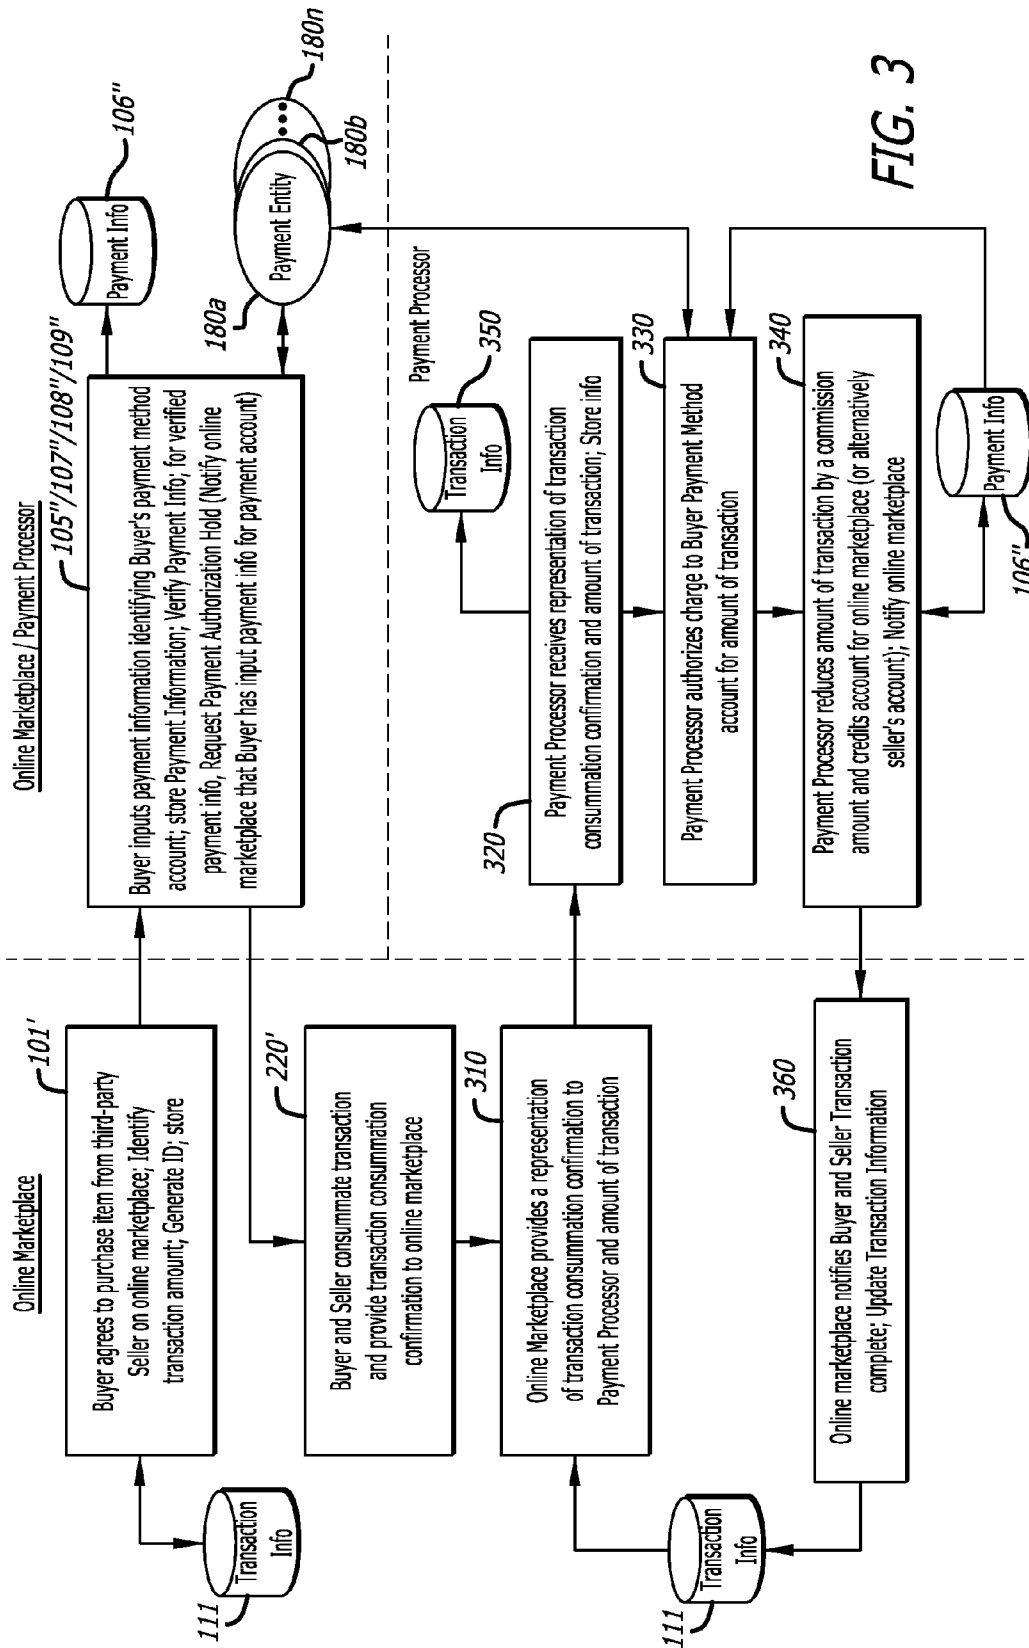 Online Marketplace
Online Marketplace / Payment Processor
101'
Buyer agrees to purchase item from third-party
Seller on online marketplace; Identify
transaction amount; Generate ID; store
Transaction
Info
111
105"/107"/108"/109"
Buyer inputs payment information identifying Buyer's payment method
account; store Payment Information; Verify Payment Info; for verified
payment info, Request Payment Authorization Hold (Notify online
marketplace that Buyer has input payment info for payment account)
Payment Info
106"
Payment Entity
180a
180b
180n
220'
Buyer and Seller consummate transaction
and provide transaction consummation
confirmation to online marketplace
310
Online Marketplace provides a representation
of transaction consummation confirmation to
Payment Processor and amount of transaction
Transaction
Info
111
Payment Processor
Transaction
Info
350
320
Payment Processor receives representation of transaction
consummation confirmation and amount of transaction; Store info
330
Payment Processor authorizes charge to Buyer Payment Method
account for amount of transaction
340
Payment Processor reduces amount of transaction by a commission
amount and credits account for online marketplace (or alternatively
seller's account); Notify online marketplace
Payment Info
106"
360
Online marketplace notifies Buyer and Seller Transaction
complete; Update Transaction Information
FIG. 3